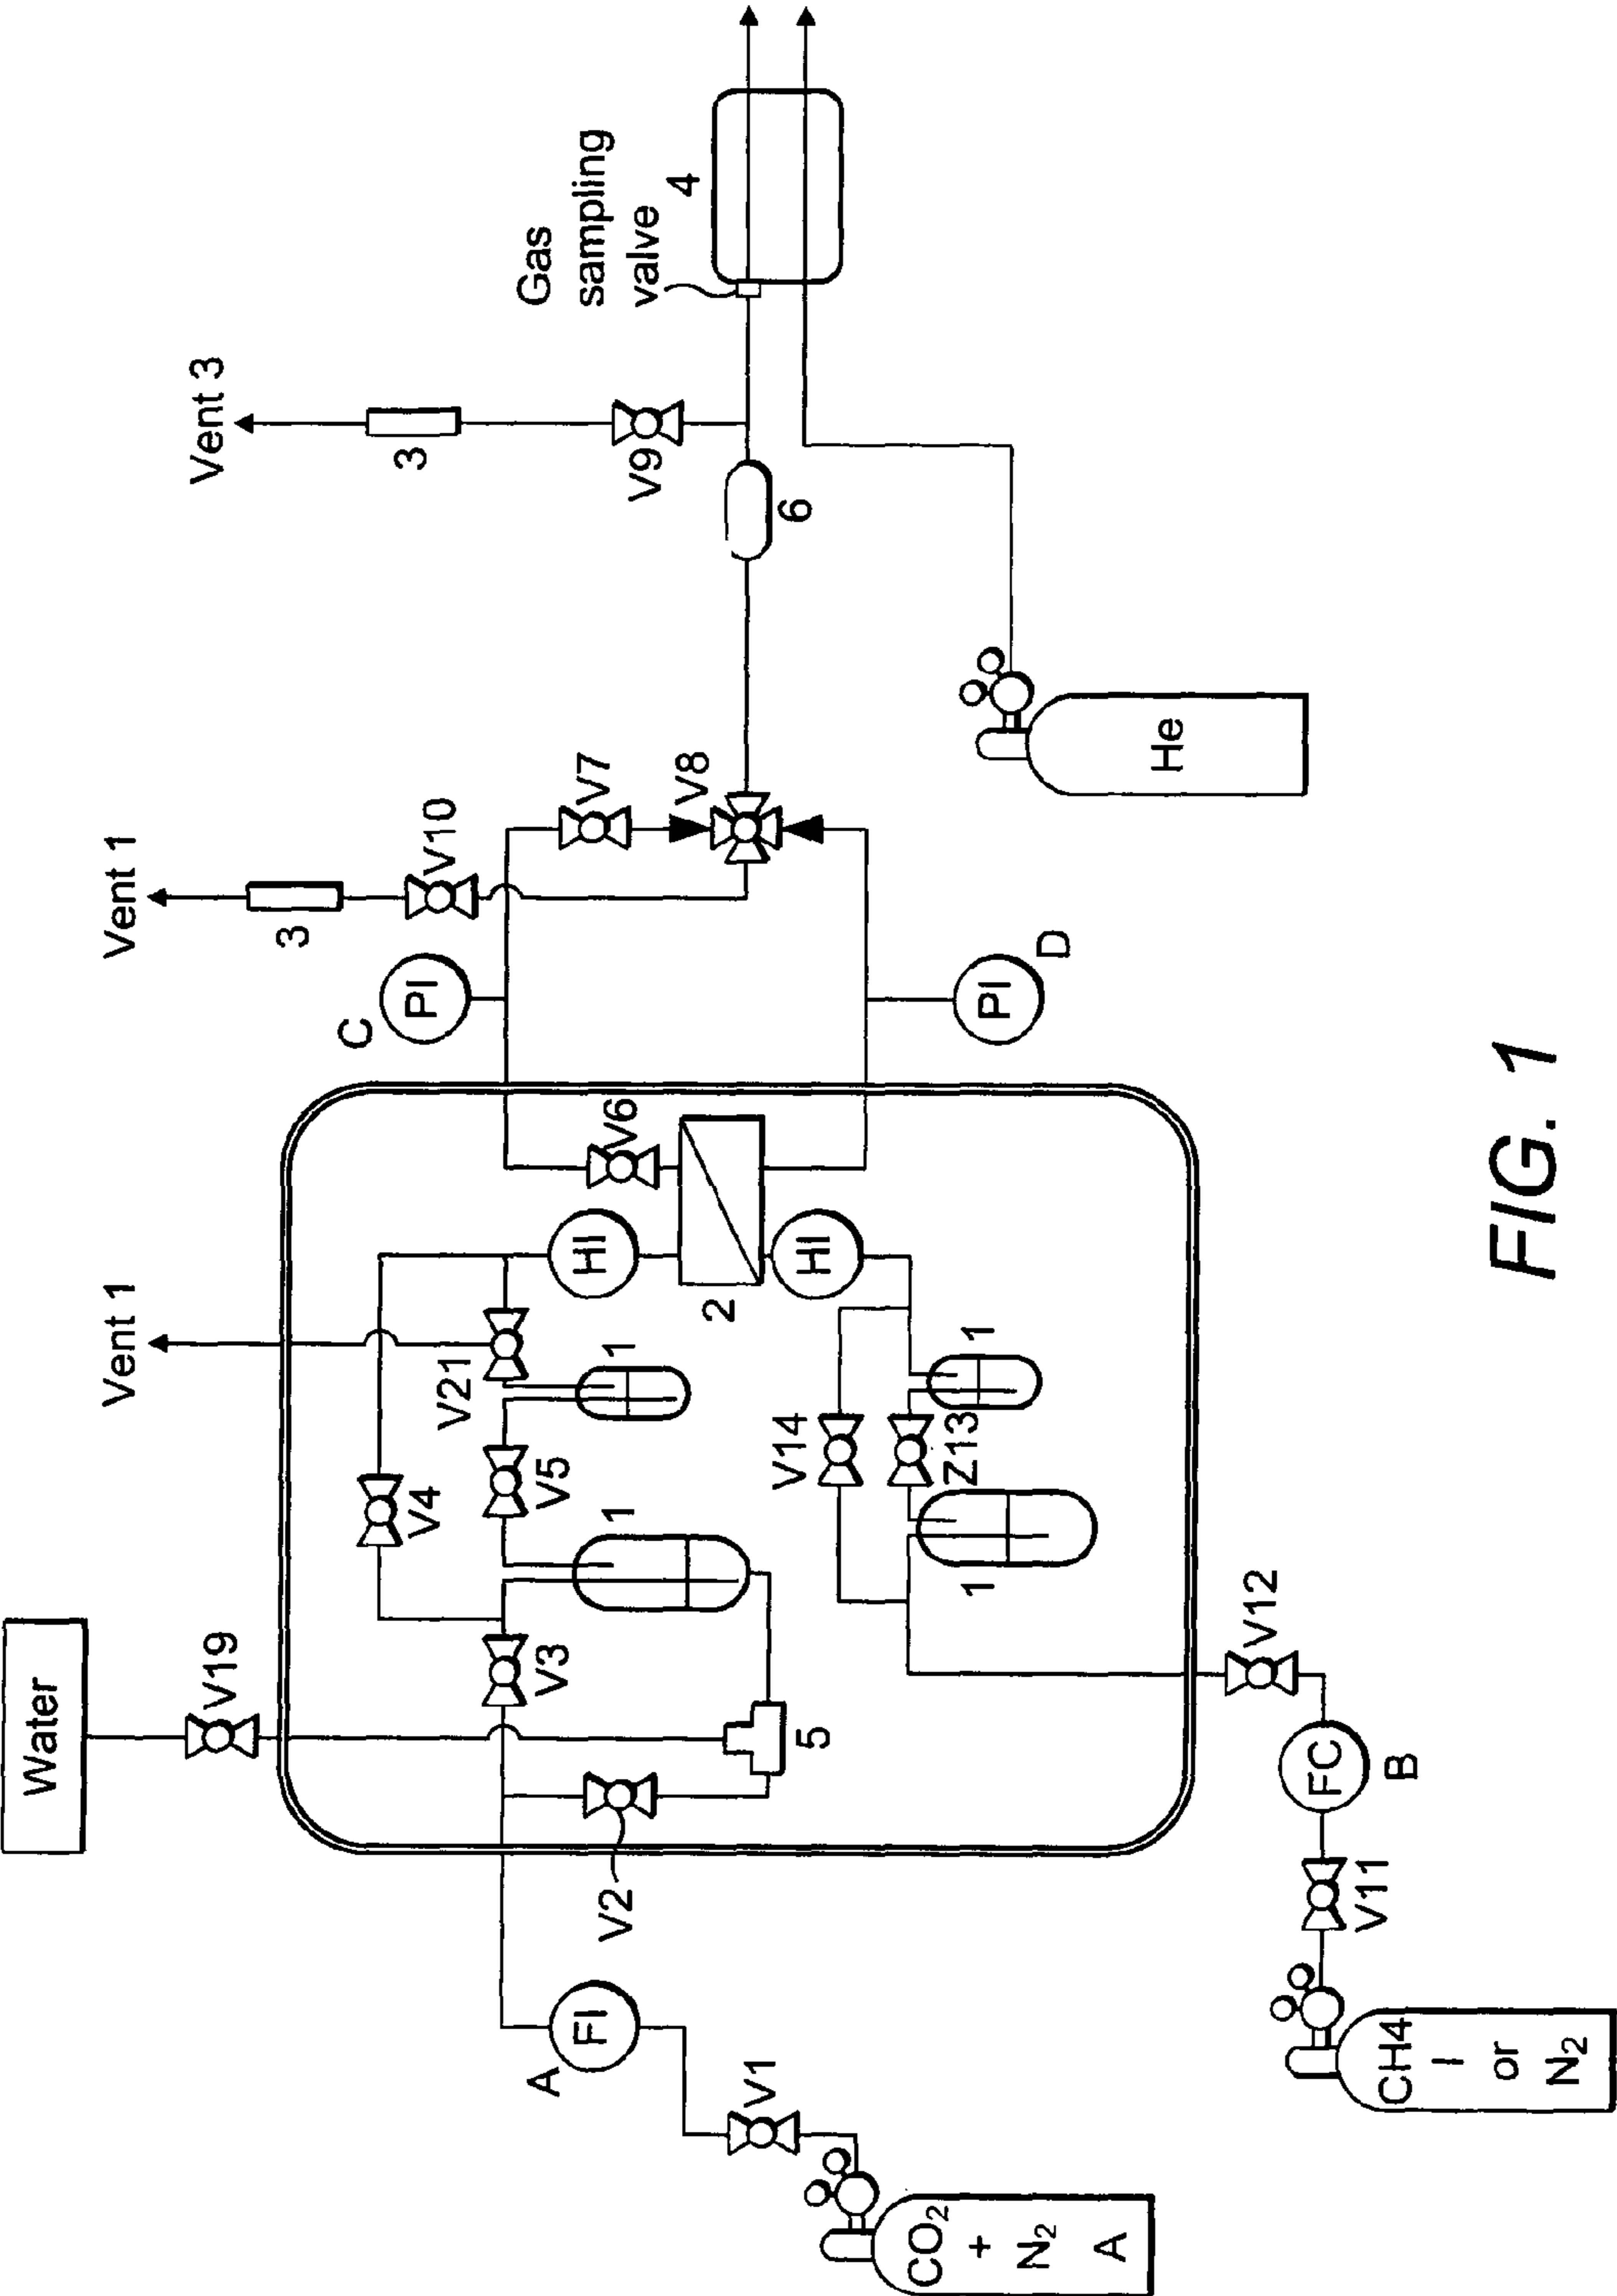 Water
V19
Vent 1
Vent 1
3
V10
Vent 3
3
V9
Gas
sampling
valve
4
C
PI
V4
V21
V5
1
1
V3
HI
V6
V7
V8
6
A
FI
V2
5
2
HI
V1
V14
Z13
1
1
PI
D
He
CO₂
+
N₂
A
V12
FC
B
V11
CH4
I
or
N₂
FIG. 1